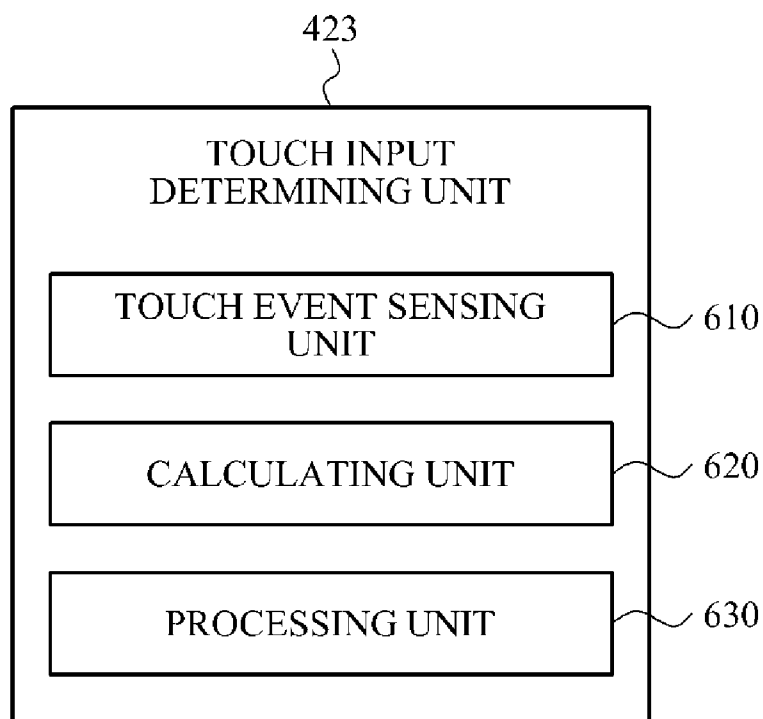 423
TOUCH INPUT
DETERMINING UNIT
TOUCH EVENT SENSING
UNIT
610
CALCULATING UNIT
620
PROCESSING UNIT
630